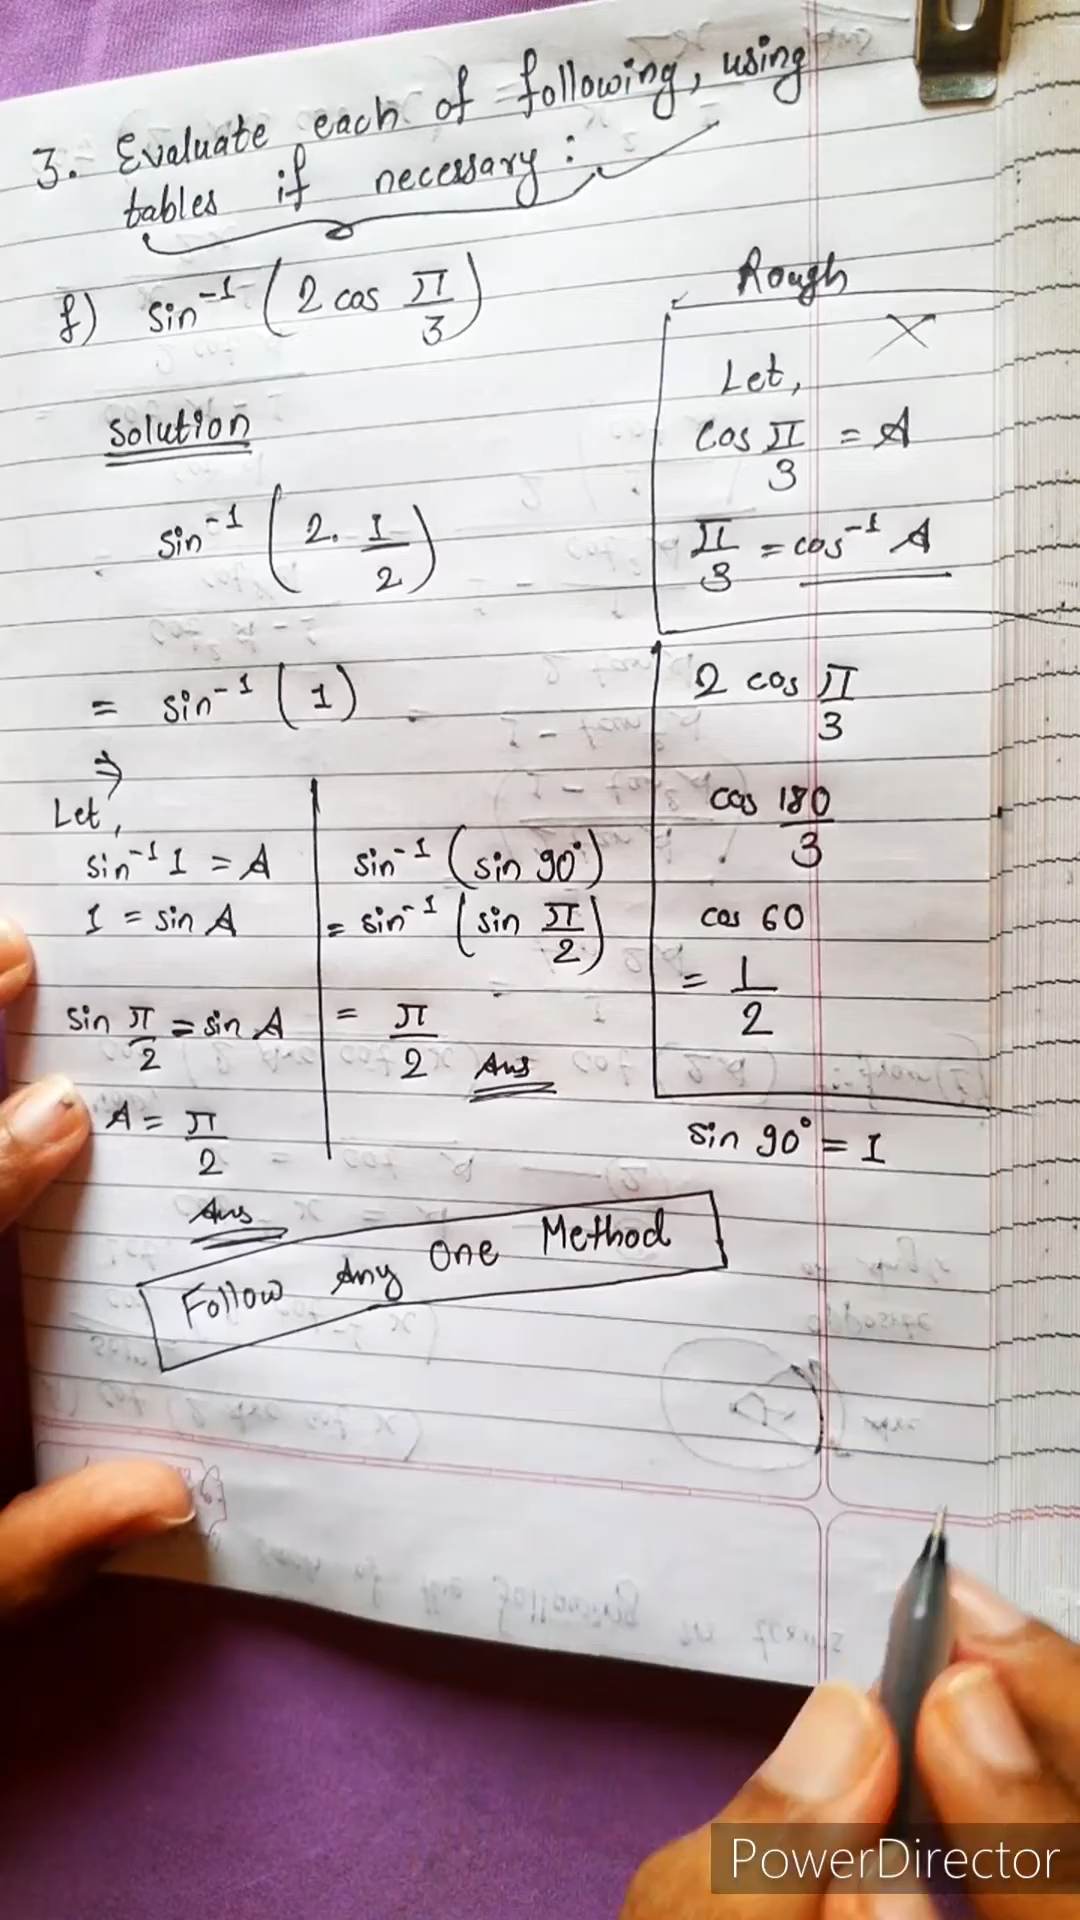 3. Evaluate each of following, using
tables if necessary:
f) sin⁻¹ (2 cos π/3)
Solution
sin⁻¹ (2. 1/2)
= sin⁻¹ (1)
⇒
Let,
sin⁻¹ 1 = A
1 = sin A
sin π/2 = sin A
A = π/2
Ans
sin⁻¹ (sin 90°)
= sin⁻¹ (sin π/2)
= π/2 Ans
Rough
Let,
cos π/3 = A
π/3 = cos⁻¹ A
2 cos π/3
cos 180/3
cos 60
= 1/2
sin 90° = 1
Follow Any One Method
PowerDirector